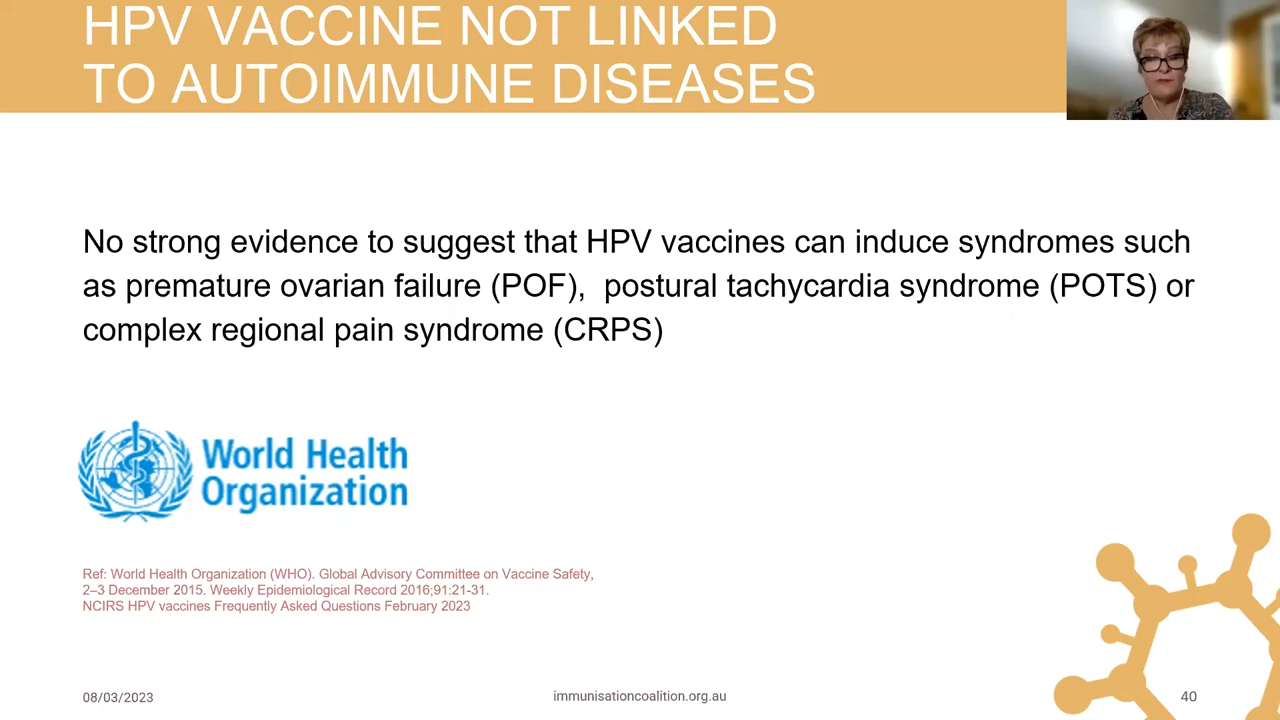 HPV VACCINE NOT LINKED
TO AUTOIMMUNE DISEASES
No strong evidence to suggest that HPV vaccines can induce syndromes such
as premature ovarian failure (POF),  postural tachycardia syndrome (POTS) or
complex regional pain syndrome (CRPS)
World Health
Organization
Ref: World Health Organization (WHO). Global Advisory Committee on Vaccine Safety,
2–3 December 2015. Weekly Epidemiological Record 2016;91:21-31.
NCIRS HPV vaccines Frequently Asked Questions February 2023
08/03/2023
immunisationcoalition.org.au
40